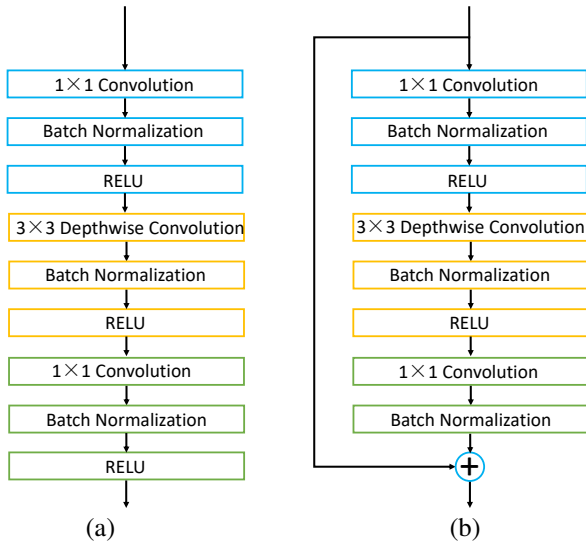 1×1 Convolution
Batch Normalization
RELU
3×3 Depthwise Convolution
Batch Normalization
RELU
1×1 Convolution
Batch Normalization
RELU
(a)
1×1 Convolution
Batch Normalization
RELU
3×3 Depthwise Convolution
Batch Normalization
RELU
1×1 Convolution
Batch Normalization
+
(b)